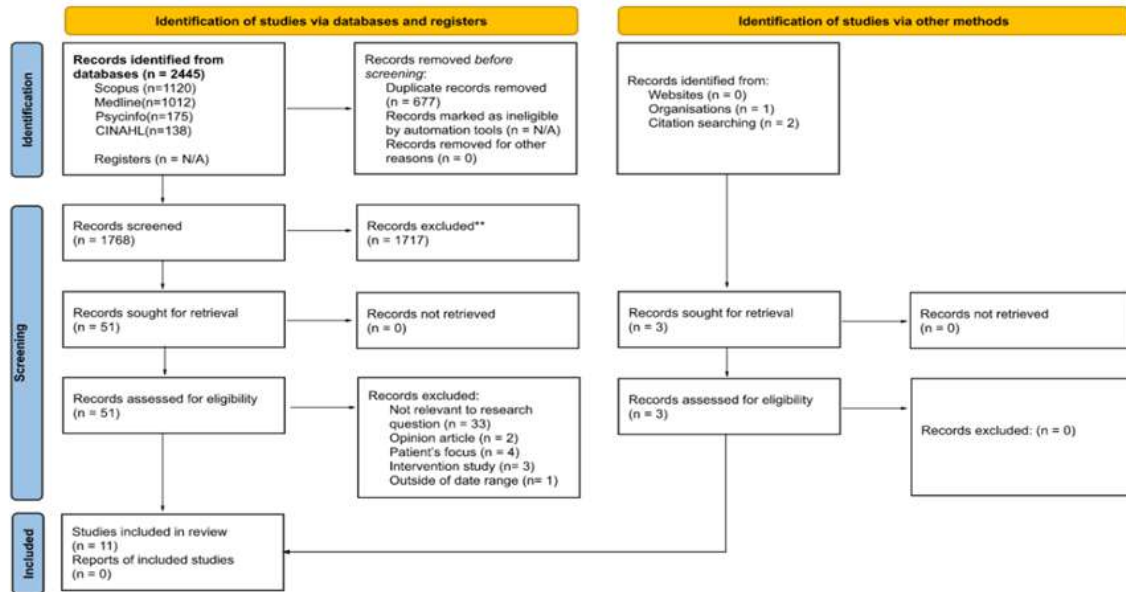 Identification of studies via databases and registers
Identification of studies via other methods
Identification
Records identified from
databases (n = 2445)
Scopus (n=1120)
Medline(n=1012)
Psycinfo(n=175)
CINAHL(n=138)
Registers (n = N/A)
Records removed before
screening:
Duplicate records removed
(n = 677)
Records marked as ineligible
by automation tools (n = N/A)
Records removed for other
reasons (n = 0)
Records identified from:
Websites (n = 0)
Organisations (n = 1)
Citation searching (n = 2)
Screening
Records screened
(n = 1768)
Records excluded**
(n = 1717)
Records sought for retrieval
(n = 51)
Records not retrieved
(n = 0)
Records sought for retrieval
(n = 3)
Records not retrieved
(n = 0)
Records assessed for eligibility
(n = 51)
Records excluded:
Not relevant to research
question (n = 33)
Opinion article (n = 2)
Patient's focus (n = 4)
Intervention study (n= 3)
Outside of date range (n= 1)
Records assessed for eligibility
(n = 3)
Records excluded: (n = 0)
Included
Studies included in review
(n = 11)
Reports of included studies
(n = 0)